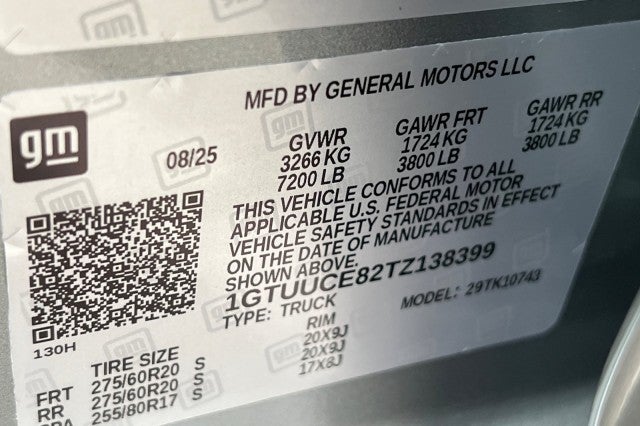 gm
MFD BY GENERAL MOTORS LLC
gm
08/25
GVWR GAWR FRT GAWR RR
3266 KG 1724 KG 1724 KG
7200 LB 3800 LB 3800 LB
THIS VEHICLE CONFORMS TO ALL
APPLICABLE U.S. FEDERAL MOTOR
VEHICLE SAFETY STANDARDS IN EFFECT
ON THE DATE OF MANUFACTURE
SHOWN ABOVE.
1GTUUCE82TZ138399
TYPE: TRUCK MODEL: 29TK10743
130H
TIRE SIZE RIM
FRT 275/60R20 S 20X9J
RR 275/60R20 S 20X9J
SPA 255/80R17 S 17X8J